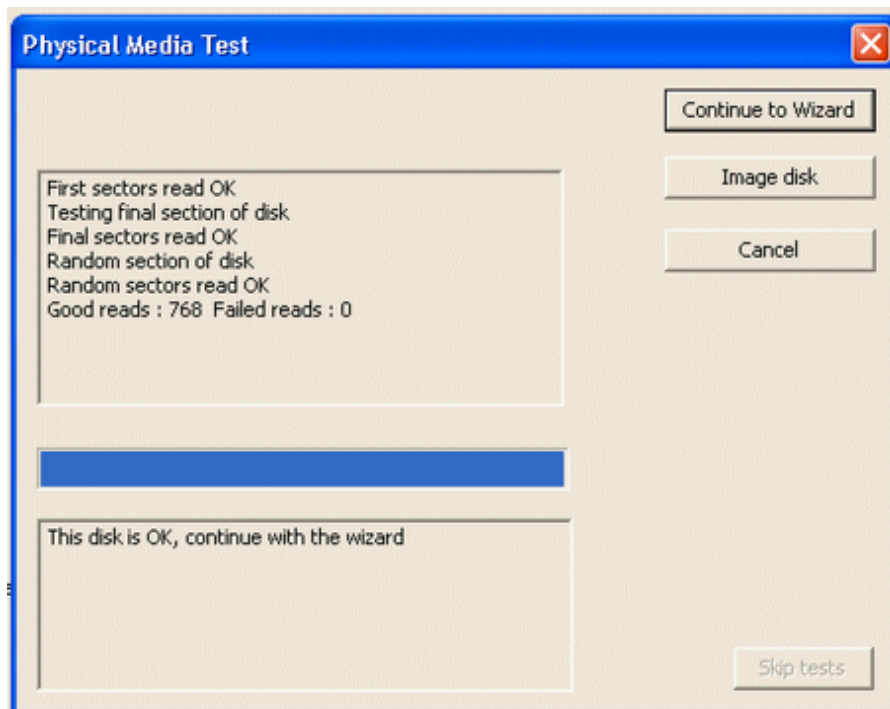 Physical Media Test
Continue to Wizard
First sectors read OK
Testing final section of disk
Final sectors read OK
Random section of disk
Random sectors read OK
Good reads : 768  Failed reads : 0
Image disk
Cancel
This disk is OK, continue with the wizard
Skip tests